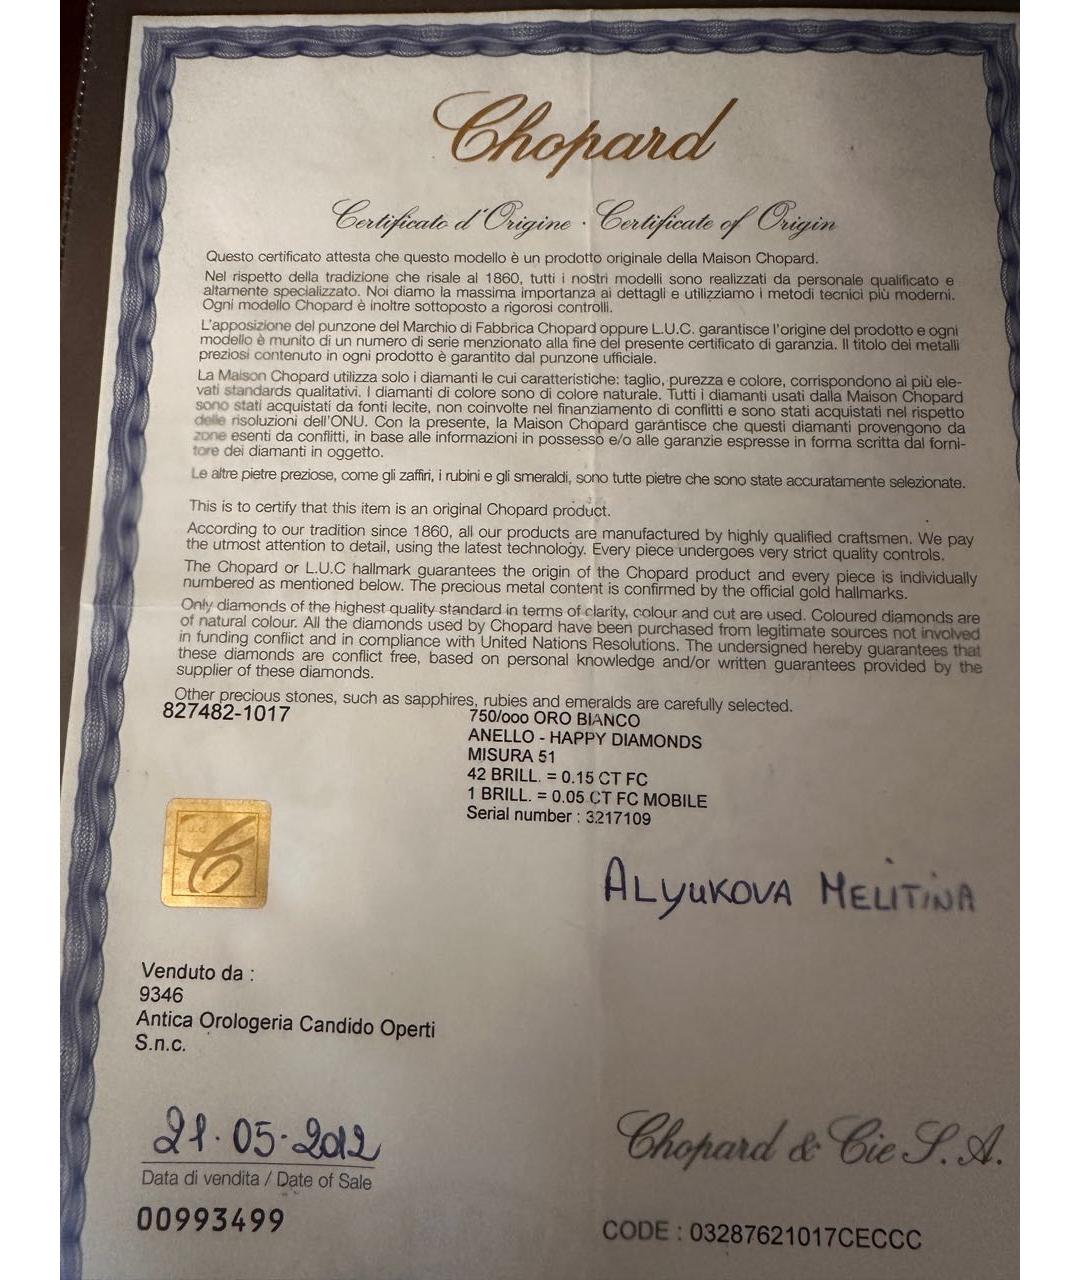 Chopard
Certificato d'Origine · Certificate of Origin
Questo certificato attesta che questo modello è un prodotto originale della Maison Chopard.
Nel rispetto della tradizione che risale al 1860, tutti i nostri modelli sono realizzati da personale qualificato e
altamente specializzato. Noi diamo la massima importanza ai dettagli e utilizziamo i metodi tecnici più moderni.
Ogni modello Chopard è inoltre sottoposto a rigorosi controlli.
L'apposizione del punzone del Marchio di Fabbrica Chopard oppure L.U.C. garantisce l'origine del prodotto e ogni
modello è munito di un numero di serie menzionato alla fine del presente certificato di garanzia. Il titolo dei metalli
preziosi contenuto in ogni prodotto è garantito dal punzone ufficiale.
La Maison Chopard utilizza solo i diamanti le cui caratteristiche: taglio, purezza e colore, corrispondono ai più ele-
vati standards qualitativi. I diamanti di colore sono di colore naturale. Tutti i diamanti usati dalla Maison Chopard
sono stati acquistati da fonti lecite, non coinvolte nel finanziamento di conflitti e sono stati acquistati nel rispetto
delle risoluzioni dell'ONU. Con la presente, la Maison Chopard garantisce che questi diamanti provengono da
zone esenti da conflitti, in base alle informazioni in possesso e/o alle garanzie espresse in forma scritta dal forni-
tore dei diamanti in oggetto.
Le altre pietre preziose, come gli zaffiri, i rubini e gli smeraldi, sono tutte pietre che sono state accuratamente selezionate.
This is to certify that this item is an original Chopard product.
According to our tradition since 1860, all our products are manufactured by highly qualified craftsmen. We pay
the utmost attention to detail, using the latest technology. Every piece undergoes very strict quality controls.
The Chopard or L.U.C hallmark guarantees the origin of the Chopard product and every piece is individually
numbered as mentioned below. The precious metal content is confirmed by the official gold hallmarks.
Only diamonds of the highest quality standard in terms of clarity, colour and cut are used. Coloured diamonds are
of natural colour. All the diamonds used by Chopard have been purchased from legitimate sources not involved
in funding conflict and in compliance with United Nations Resolutions. The undersigned hereby guarantees that
these diamonds are conflict free, based on personal knowledge and/or written guarantees provided by the
supplier of these diamonds.
Other precious stones, such as sapphires, rubies and emeralds are carefully selected.
827482-1017
750/ooo ORO BIANCO
ANELLO - HAPPY DIAMONDS
MISURA 51
42 BRILL. = 0.15 CT FC
1 BRILL. = 0.05 CT FC MOBILE
Serial number : 3217109
ALYUKOVA MELITINA
Venduto da :
9346
Antica Orologeria Candido Operti
S.n.c.
21.05.2012
Data di vendita / Date of Sale
00993499
Chopard & Cie S.A.
CODE : 03287621017CECCC